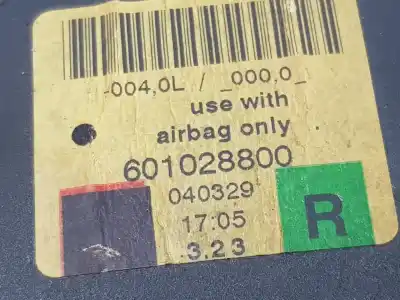 -004,0L / _000,0_
use with
airbag only
601028800
040329
17:05
3.23
R